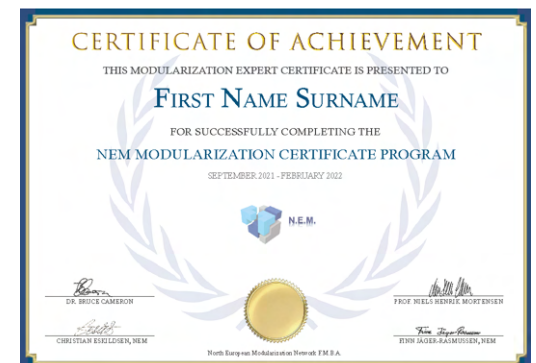 CERTIFICATE OF ACHIEVEMENT
THIS MODULARIZATION EXPERT CERTIFICATE IS PRESENTED TO
FIRST NAME SURNAME
FOR SUCCESSFULLY COMPLETING THE
NEM MODULARIZATION CERTIFICATE PROGRAM
SEPTEMBER 2021 - FEBRUARY 2022
N.E.M.
DR. BRUCE CAMERON
PROF. NIELS HENRIK MORTENSEN
CHRISTIAN ESKILDSEN, NEM
FINN JÄGER-RASMUSSEN, NEM
North European Modularization Network F.M.B.A